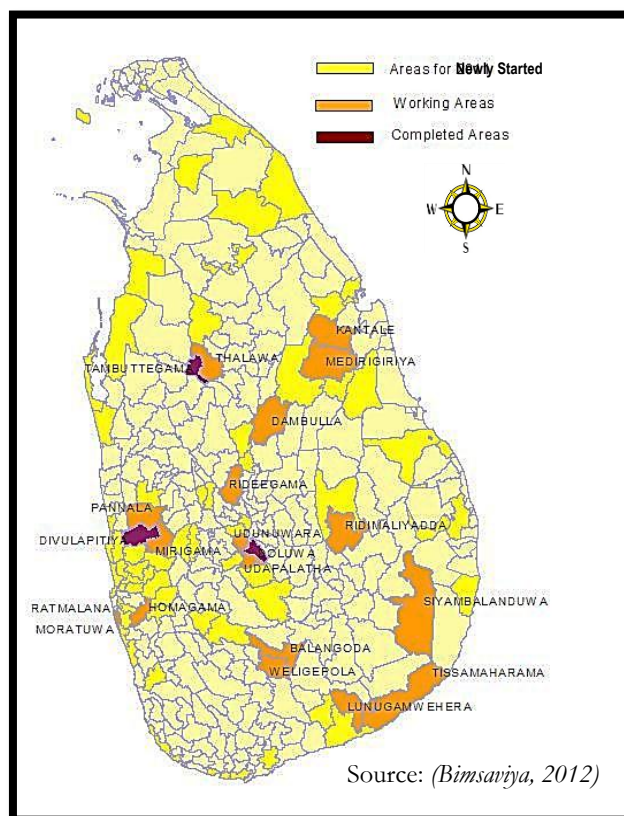 Areas for Newly Started
Working Areas
Completed Areas
N
W E
S
KANTALE
THALAWA
TAMBUTTEGAMA
MEDIRIGIRIYA
DAMBULLA
RIDEEGAMA
PANNALA
UDUNUWARA
RIDIMALIYADDA
DIVULAPITIYA
MIRIGAMA
DOLUWA
UDAPALATHA
SIYAMBALANDUWA
RATMALANA
HOMAGAMA
MORATUWA
BALANGODA
WELIGEPOLA
TISSAMAHARAMA
LUNUGAMWEHERA
Source: (Bimsaviya, 2012)